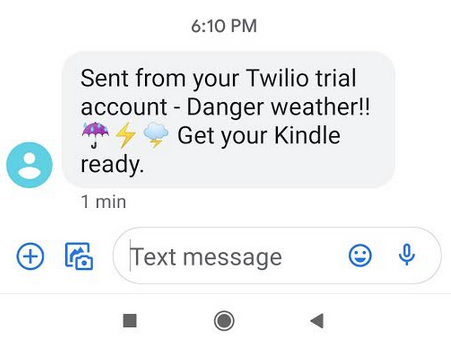 6:10 PM
Sent from your Twilio trial
account - Danger weather!!
☔⚡⛈️ Get your Kindle
ready.
1 min
Text message